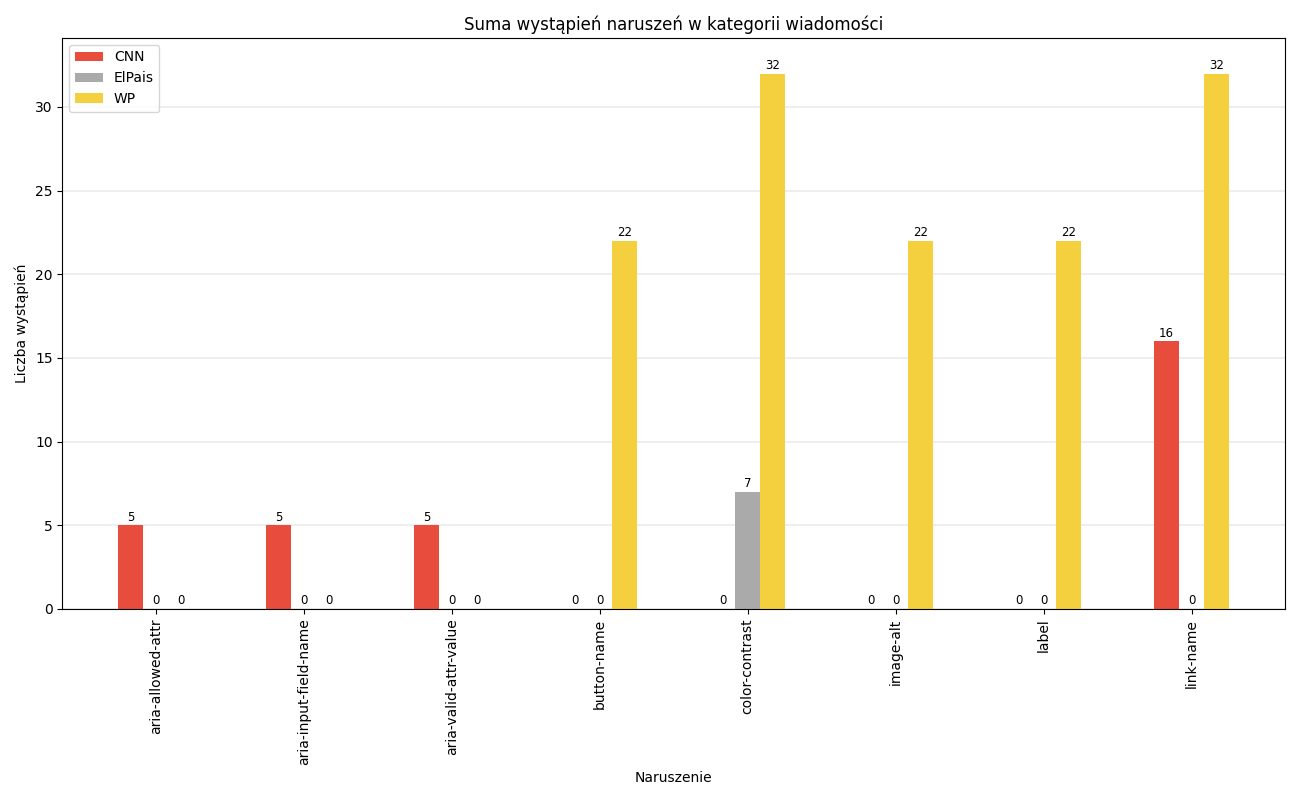 Suma wystąpień naruszeń w kategorii wiadomości
CNN
ElPais
WP
Liczba wystąpień
30
25
20
15
10
5
0
5 0 0
5 0 0
5 0 0
0 0 22
0 7 32
0 0 22
0 0 22
16 0 32
aria-allowed-attr
aria-input-field-name
aria-valid-attr-value
button-name
color-contrast
image-alt
label
link-name
Naruszenie